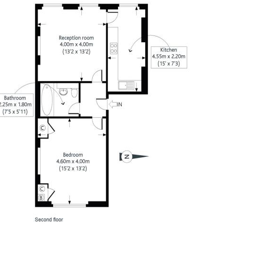 Reception room
4.00m x 4.00m
(13'2 x 13'2)
Kitchen
4.55m x 2.20m
(15' x 7'3)
Bathroom
2.25m x 1.80m
(7'5 x 5'11)
IN
Bedroom
4.60m x 4.00m
(15'2 x 13'2)
N
Second floor